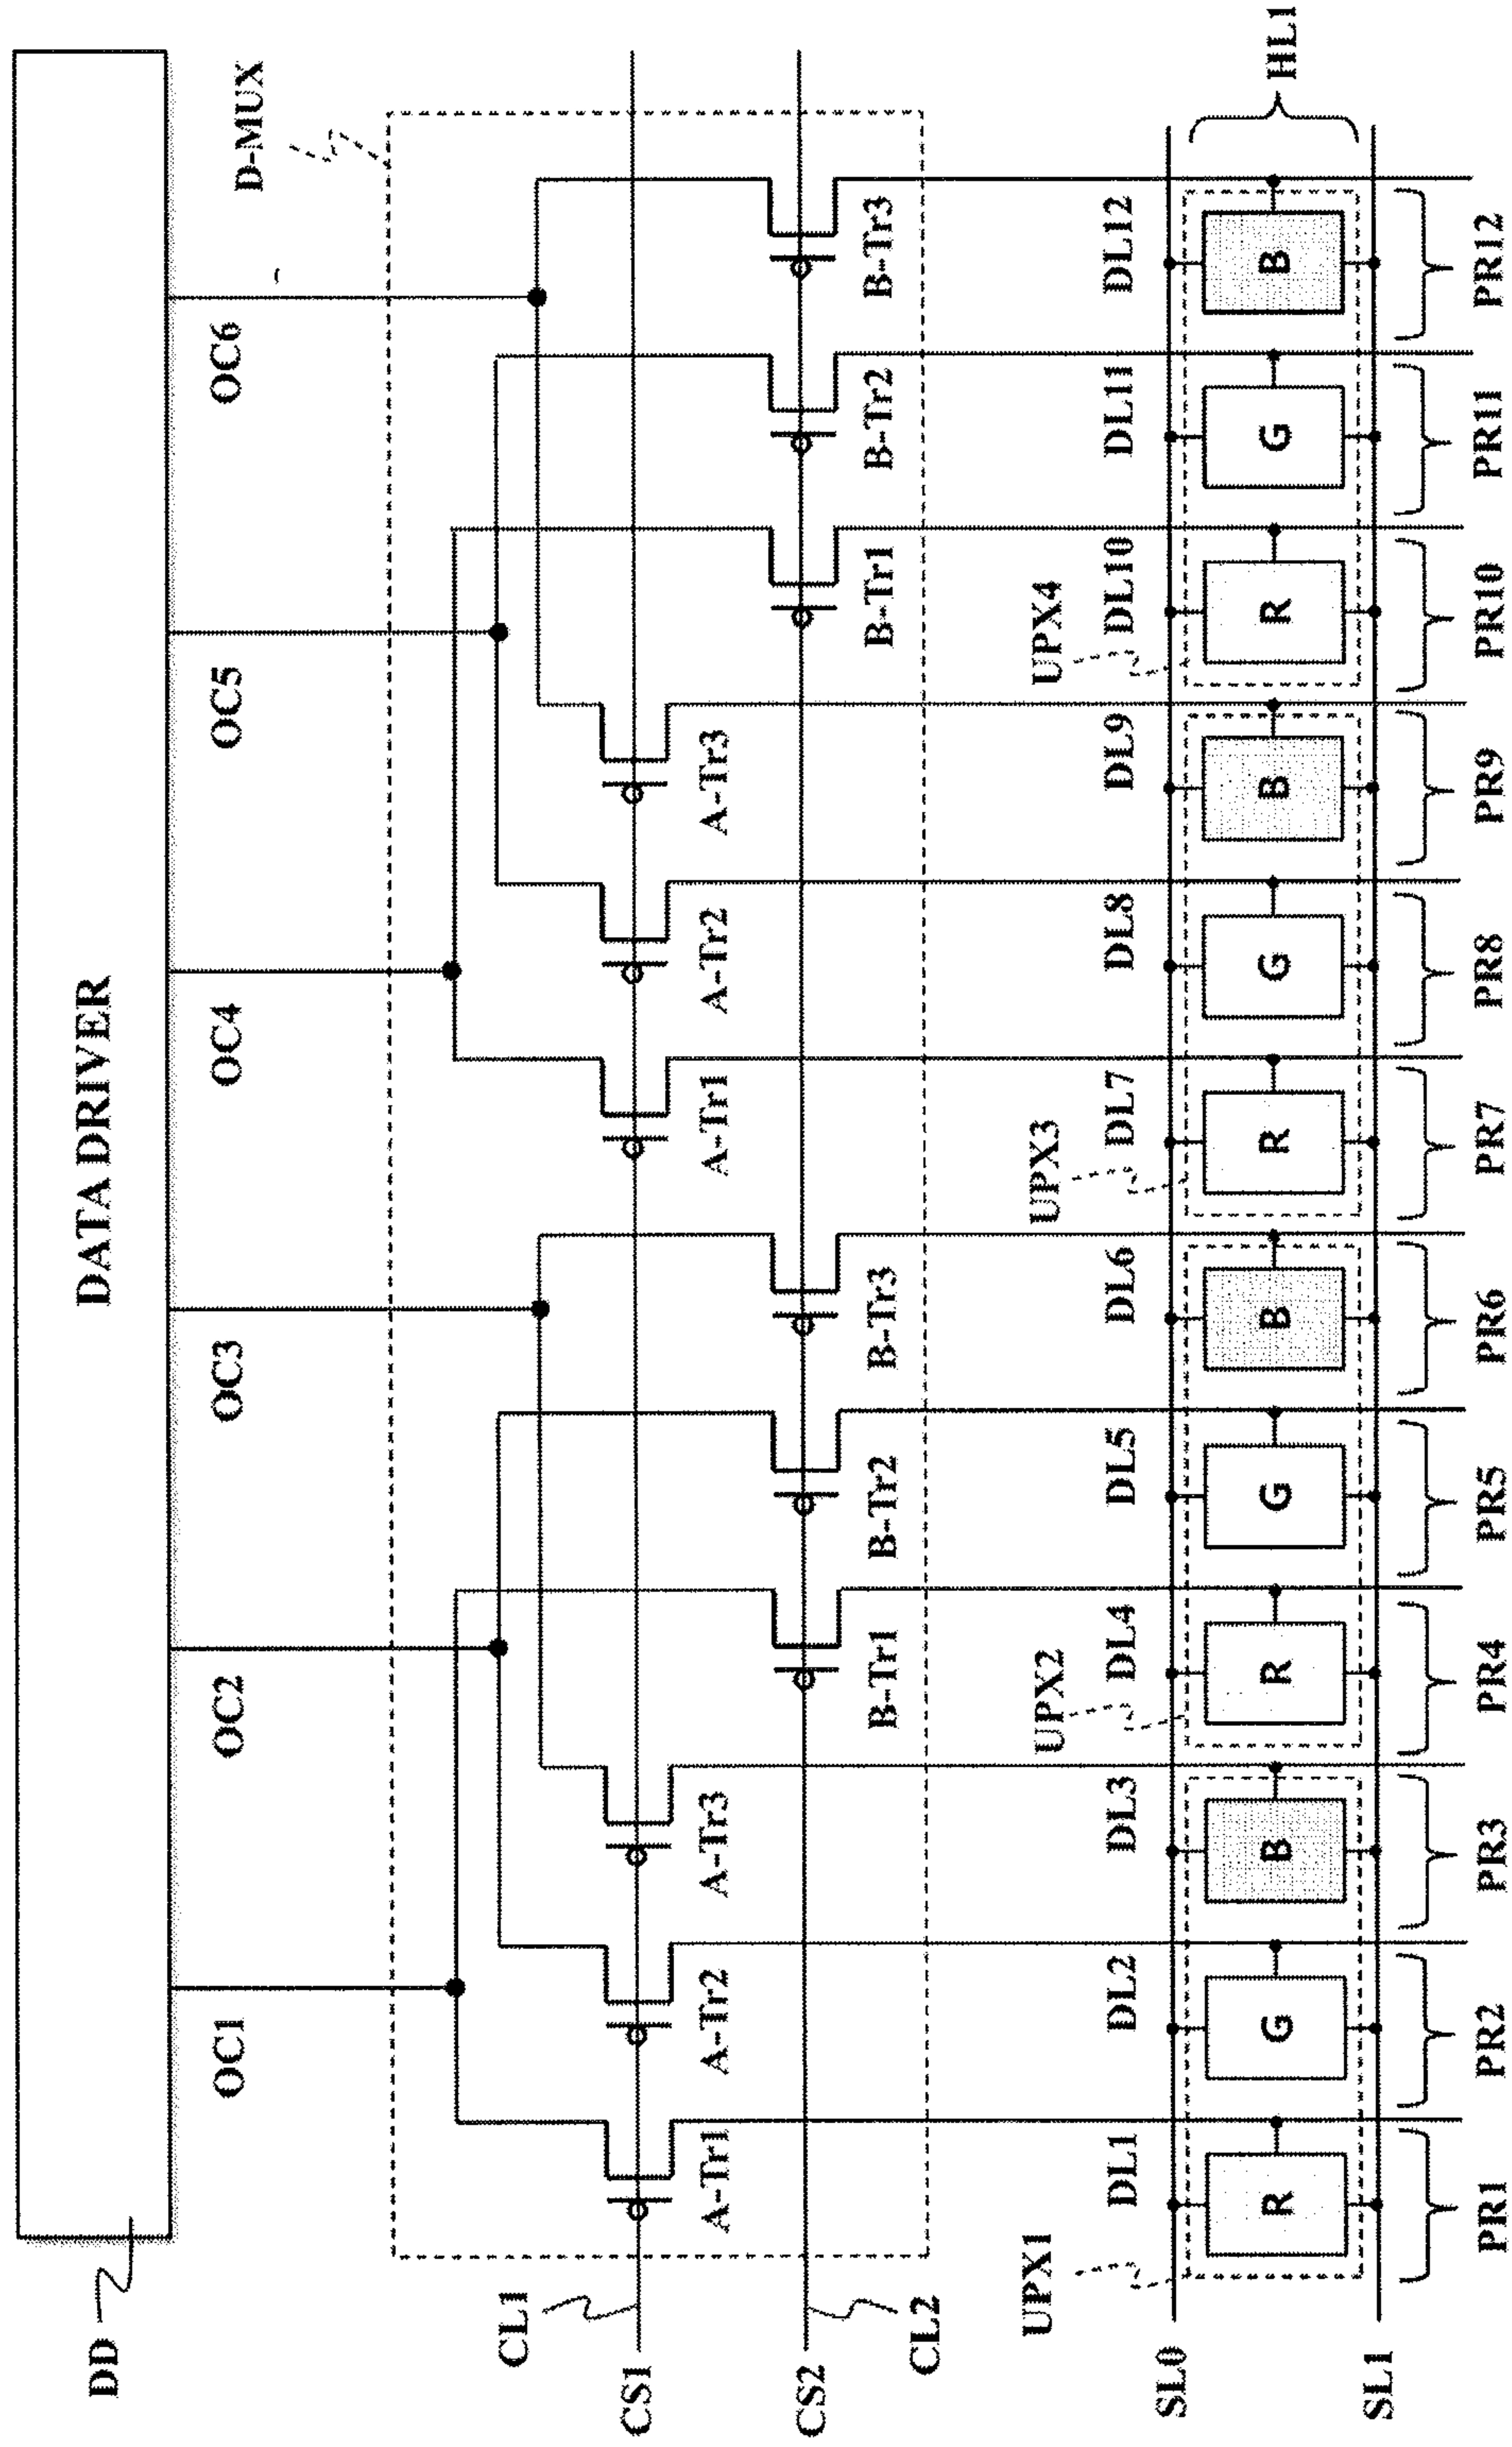 DD
DATA DRIVER
OC1 OC2 OC3 OC4 OC5 OC6
D-MUX
CL1
CS1
A-Tr1 A-Tr2 A-Tr3 A-Tr1 A-Tr2 A-Tr3
CS2
B-Tr1 B-Tr2 B-Tr3 B-Tr1 B-Tr2 B-Tr3
CL2
UPX1 UPX2 UPX3 UPX4
DL1 DL2 DL3 DL4 DL5 DL6 DL7 DL8 DL9 DL10 DL11 DL12
SL0
R G B R G B R G B R G B
HL1
SL1
PR1 PR2 PR3 PR4 PR5 PR6 PR7 PR8 PR9 PR10 PR11 PR12